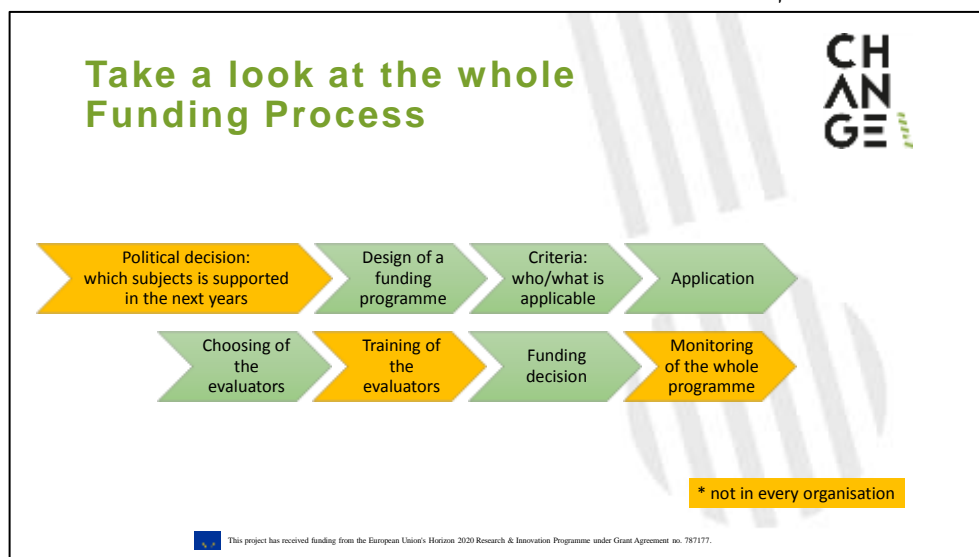 Take a look at the whole
Funding Process
CH
AN
GE
Political decision:
which subjects is supported
in the next years
Design of a
funding
programme
Criteria:
who/what is
applicable
Application
Choosing of
the
evaluators
Training of
the
evaluators
Funding
decision
Monitoring
of the whole
programme
* not in every organisation
This project has received funding from the European Union's Horizon 2020 Research & Innovation Programme under Grant Agreement no. 787177.